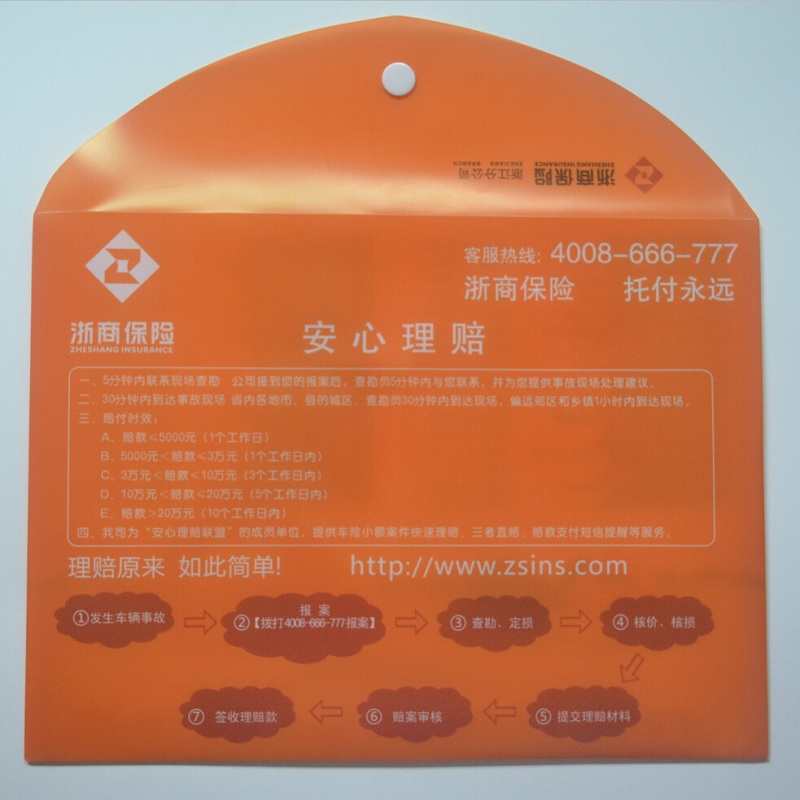 浙商保险 浙江分公司
ZHESHANG INSURANCE ZHEJIANG BRANCH
客服热线: 4008-666-777
浙商保险 托付永远
浙商保险
ZHESHANG INSURANCE
安心理赔
一、5分钟内联系现场查勘 公司接到您的报案后，查勘员5分钟内与您联系，并为您提供事故现场处理建议。
二、30分钟内到达事故现场 省内各地市、县的城区，查勘员30分钟内到达现场，偏远郊区和乡镇1小时内到达现场。
三、赔付时效：
A、赔款≤5000元（1个工作日）
B、5000元＜赔款≤3万元（1个工作日内）
C、3万元＜赔款≤10万元（3个工作日内）
D、10万元＜赔款≤20万元（5个工作日内）
E、赔款＞20万元（10个工作日内）
四、我司为“安心理赔联盟”的成员单位，提供车险小额案件快速理赔、三者直赔、赔款支付短信提醒等服务。
理赔原来 如此简单!
http://www.zsins.com
①发生车辆事故
② 报案
【拨打4008-666-777报案】
③ 查勘、定损
④ 核价、核损
⑤ 提交理赔材料
⑥ 赔案审核
⑦ 签收理赔款